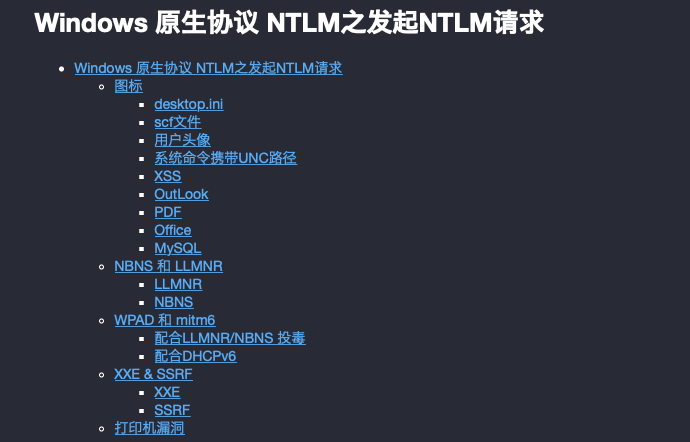 Windows 原生协议 NTLM之发起NTLM请求
Windows 原生协议 NTLM之发起NTLM请求
图标
desktop.ini
scf文件
用户头像
系统命令携带UNC路径
XSS
OutLook
PDF
Office
MySQL
NBNS 和 LLMNR
LLMNR
NBNS
WPAD 和 mitm6
配合LLMNR/NBNS 投毒
配合DHCPv6
XXE & SSRF
XXE
SSRF
打印机漏洞